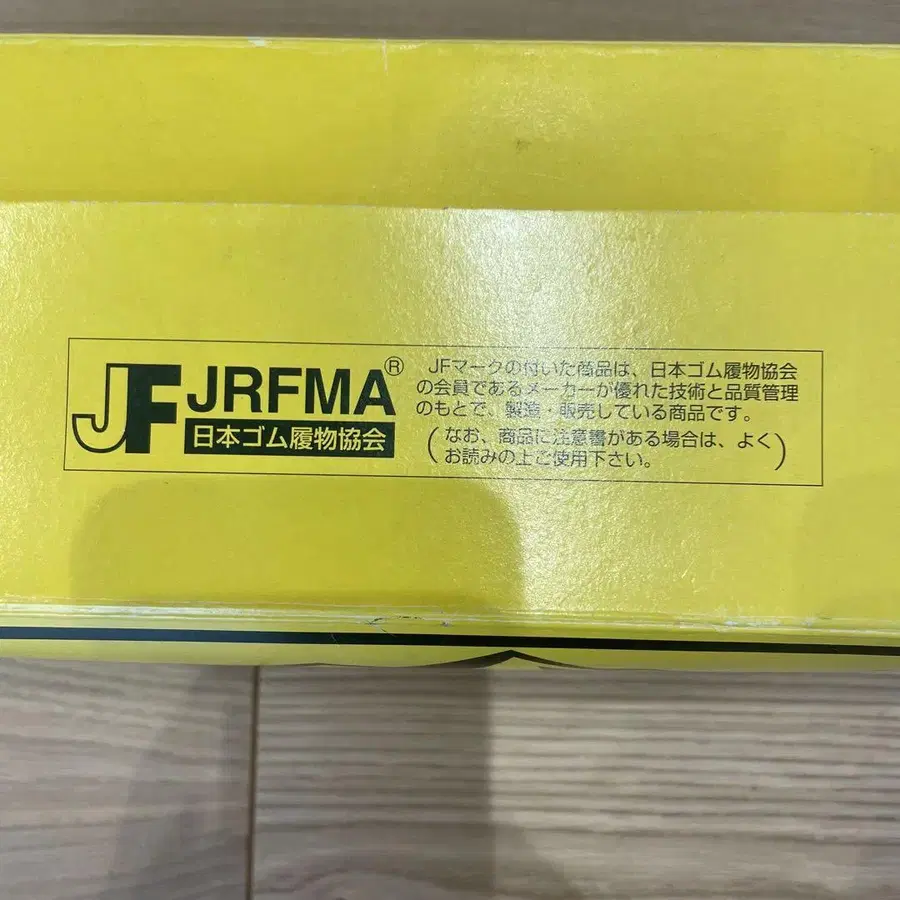 JF JRFMA®
日本ゴム履物協会
JFマークの付いた商品は、日本ゴム履物協会
の会員であるメーカーが優れた技術と品質管理
のもとで、製造・販売している商品です。
(なお、商品に注意書がある場合は、よく
お読みの上ご使用下さい。)